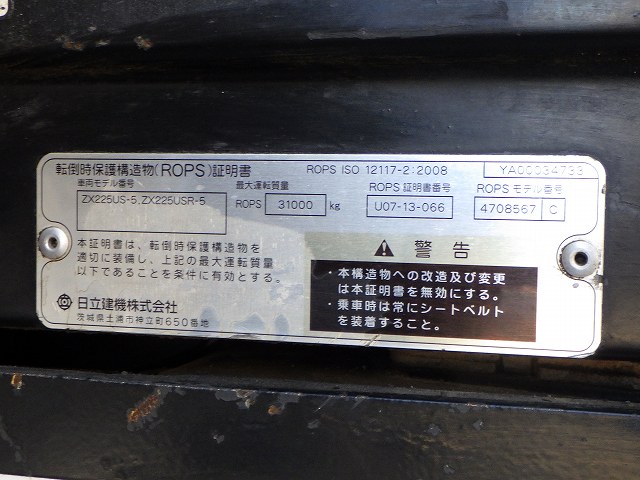 転倒時保護構造物(ROPS)証明書 ROPS ISO 12117-2:2008 YA00034733
車両モデル番号 最大運転質量 ROPS 証明書番号 ROPS モデル番号
ZX225US-5,ZX225USR-5 ROPS 31000 kg U07-13-066 4708567 C
本証明書は、転倒時保護構造物を
適切に装備し、上記の最大運転質量
以下であることを条件に有効とする。
日立建機株式会社
茨城県土浦市神立町650番地
警告
・本構造物への改造及び変更
は本証明書を無効にする。
・乗車時は常にシートベルト
を装着すること。